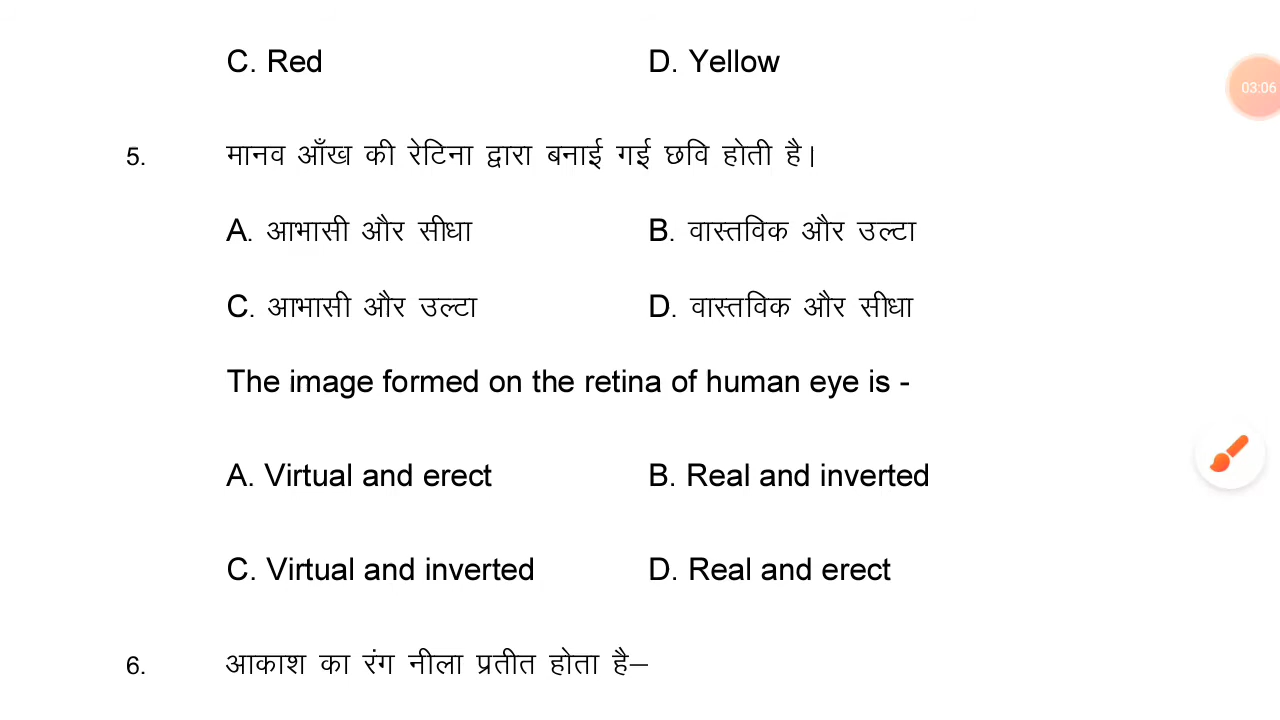 C. Red D. Yellow
03:06
5. मानव आँख की रेटिना द्वारा बनाई गई छवि होती है।
A. आभासी और सीधा B. वास्तविक और उल्टा
C. आभासी और उल्टा D. वास्तविक और सीधा
The image formed on the retina of human eye is -
A. Virtual and erect B. Real and inverted
C. Virtual and inverted D. Real and erect
6. आकाश का रंग नीला प्रतीत होता है–